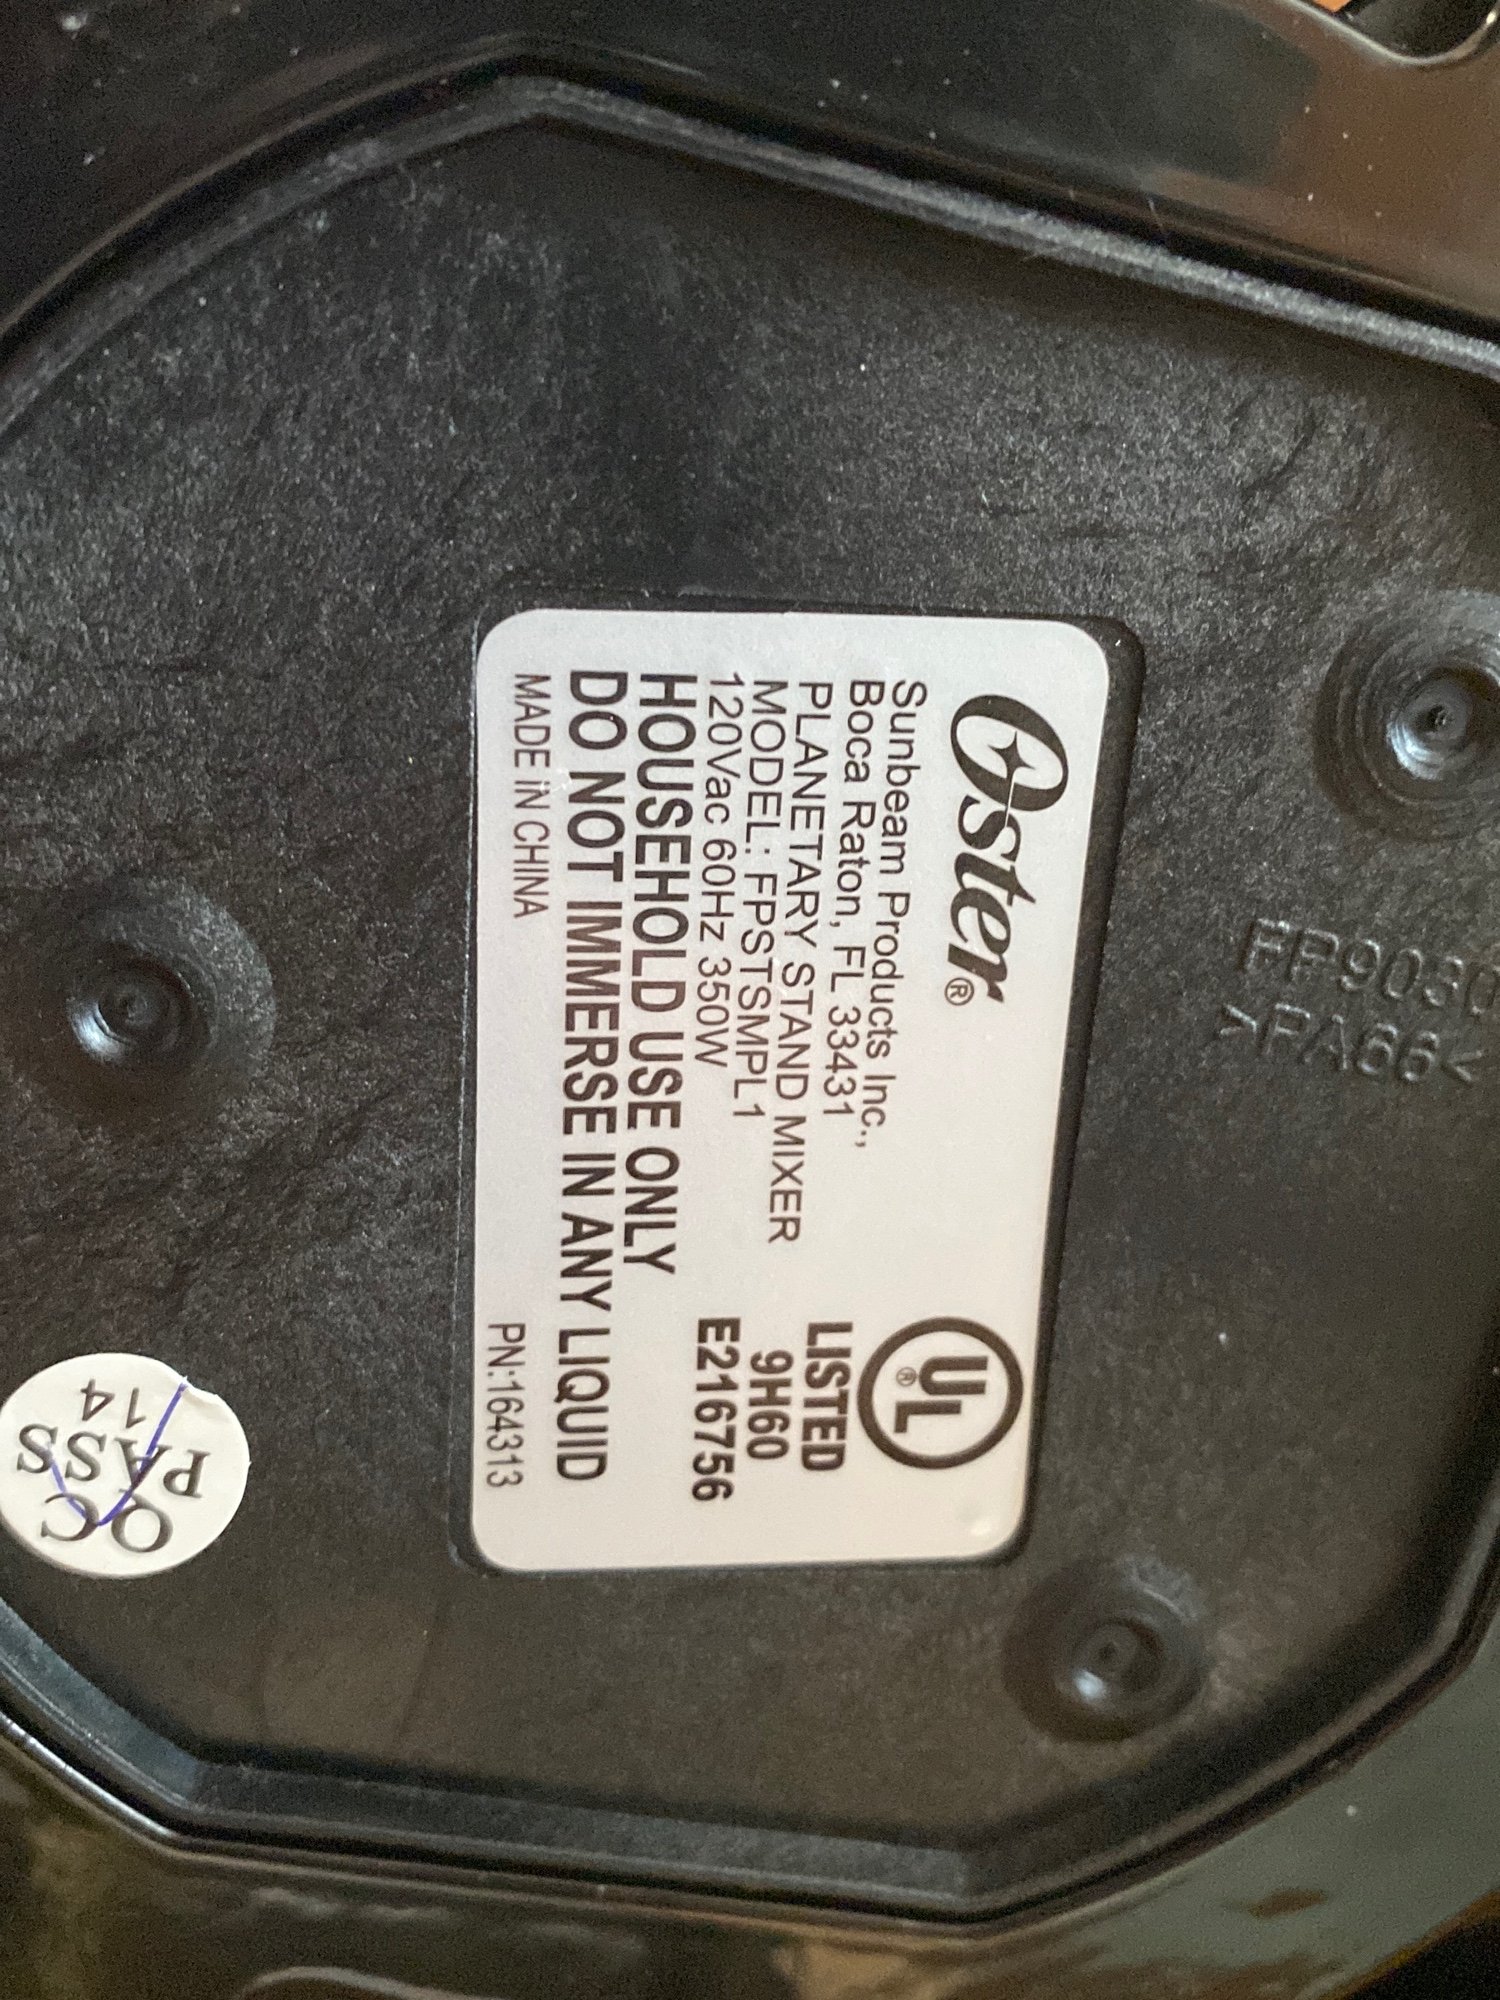 Oster®
Sunbeam Products Inc.,
Boca Raton, FL 33431
PLANETARY STAND MIXER
MODEL: FPSTSMPL1
120Vac 60Hz 350W
HOUSEHOLD USE ONLY
DO NOT IMMERSE IN ANY LIQUID
MADE IN CHINA
UL®
LISTED
9H60
E216756
PN:164313
QC
PASS
14
>PA66<